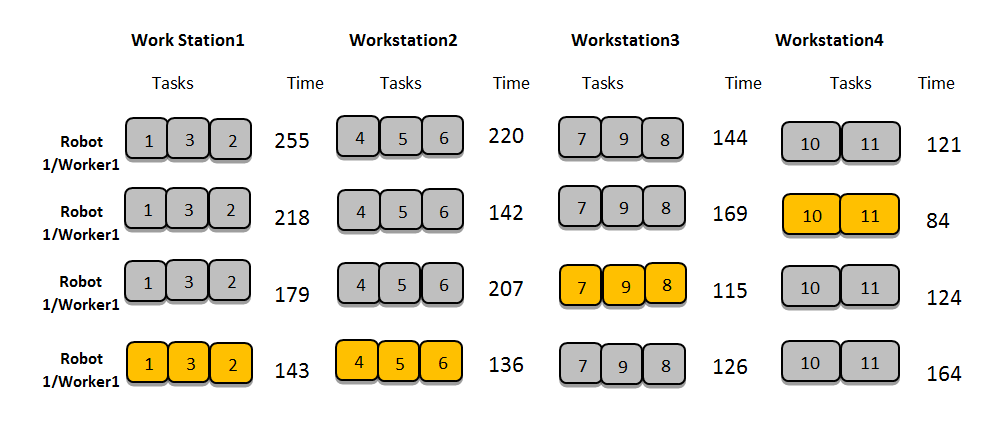 Work Station1 Workstation2 Workstation3 Workstation4
Tasks Time Tasks Time Tasks Time Tasks Time
Robot 1 3 2 255 4 5 6 220 7 9 8 144 10 11 121
1/Worker1
Robot 1 3 2 218 4 5 6 142 7 9 8 169 10 11 84
1/Worker1
Robot 1 3 2 179 4 5 6 207 7 9 8 115 10 11 124
1/Worker1
Robot 1 3 2 143 4 5 6 136 7 9 8 126 10 11 164
1/Worker1